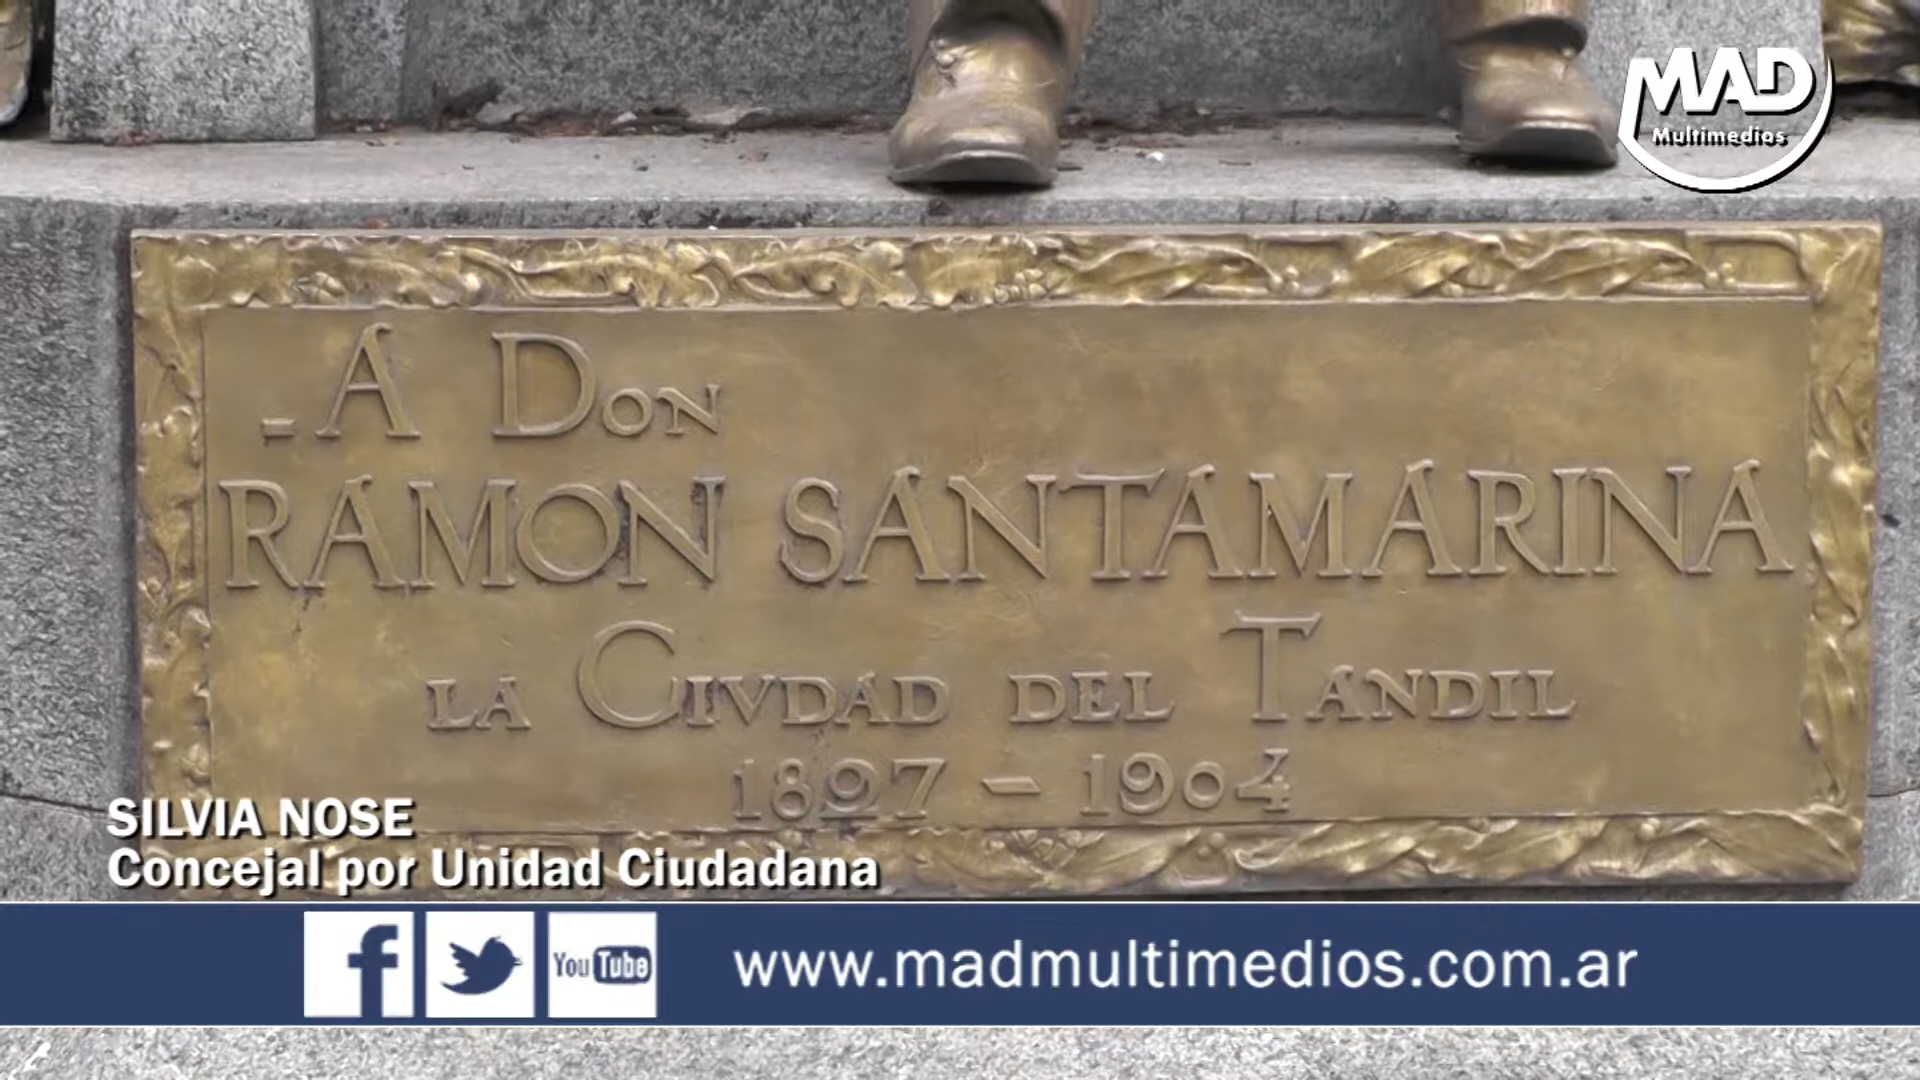 MAD
Multimedios
A DON
RAMON SANTAMARINA
LA CIVDAD DEL TANDIL
1827 - 1904
SILVIA NOSE
Concejal por Unidad Ciudadana
f
You Tube
www.madmultimedios.com.ar